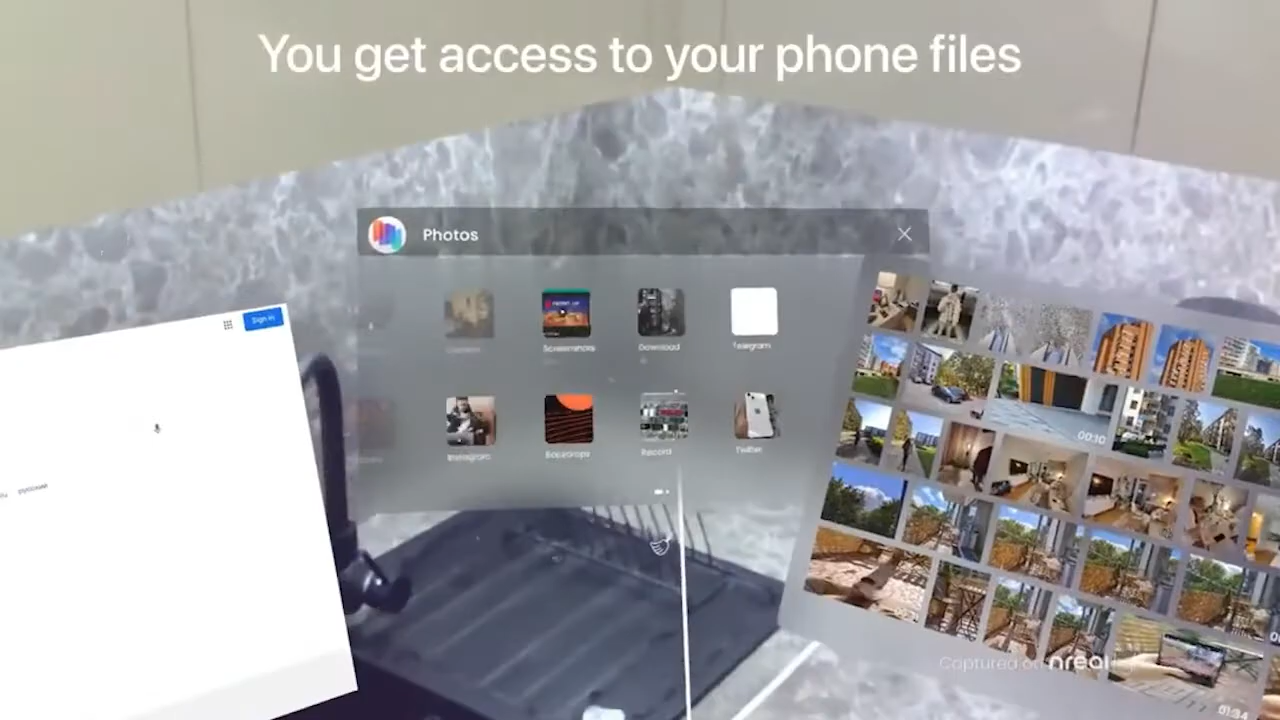 You get access to your phone files
Photos
Sign in
Screenshots
Download
Telegram
Instagram
Backdrops
Record
Twitter
русский
00:10
Captured on nreal
01:34